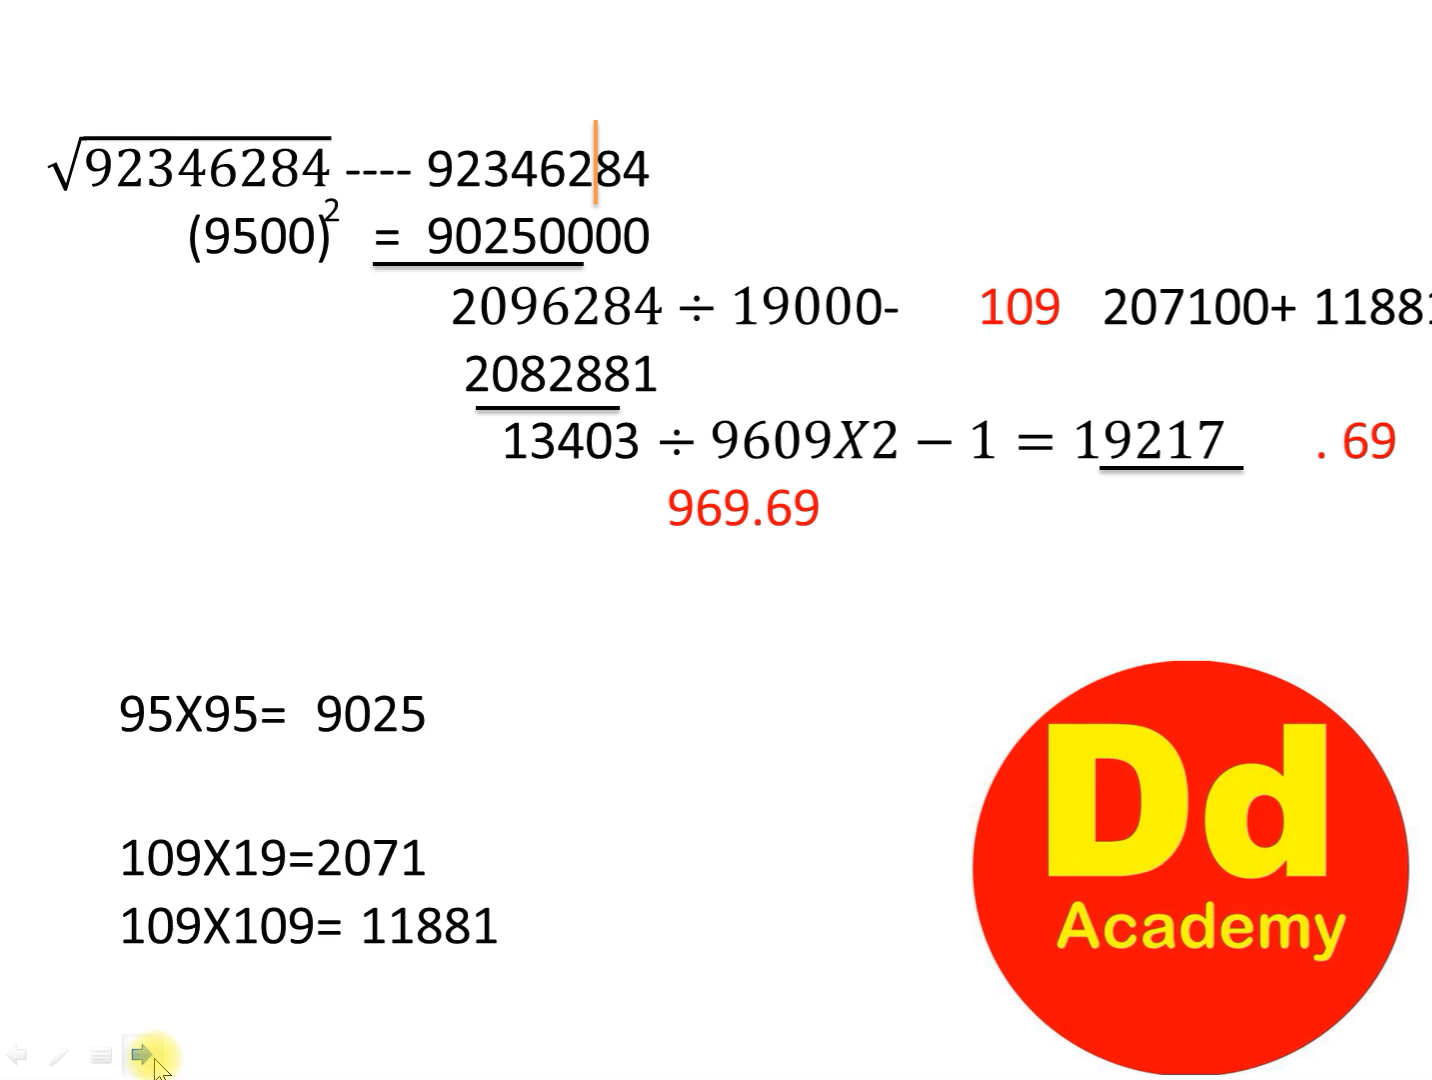 √92346284 ---- 92346284
(9500)² = 90250000
2096284 ÷ 19000- 109 207100+ 11881
2082881
13403 ÷ 9609X2 − 1 = 19217 . 69
969.69
95X95= 9025
109X19=2071
109X109= 11881
Dd
Academy